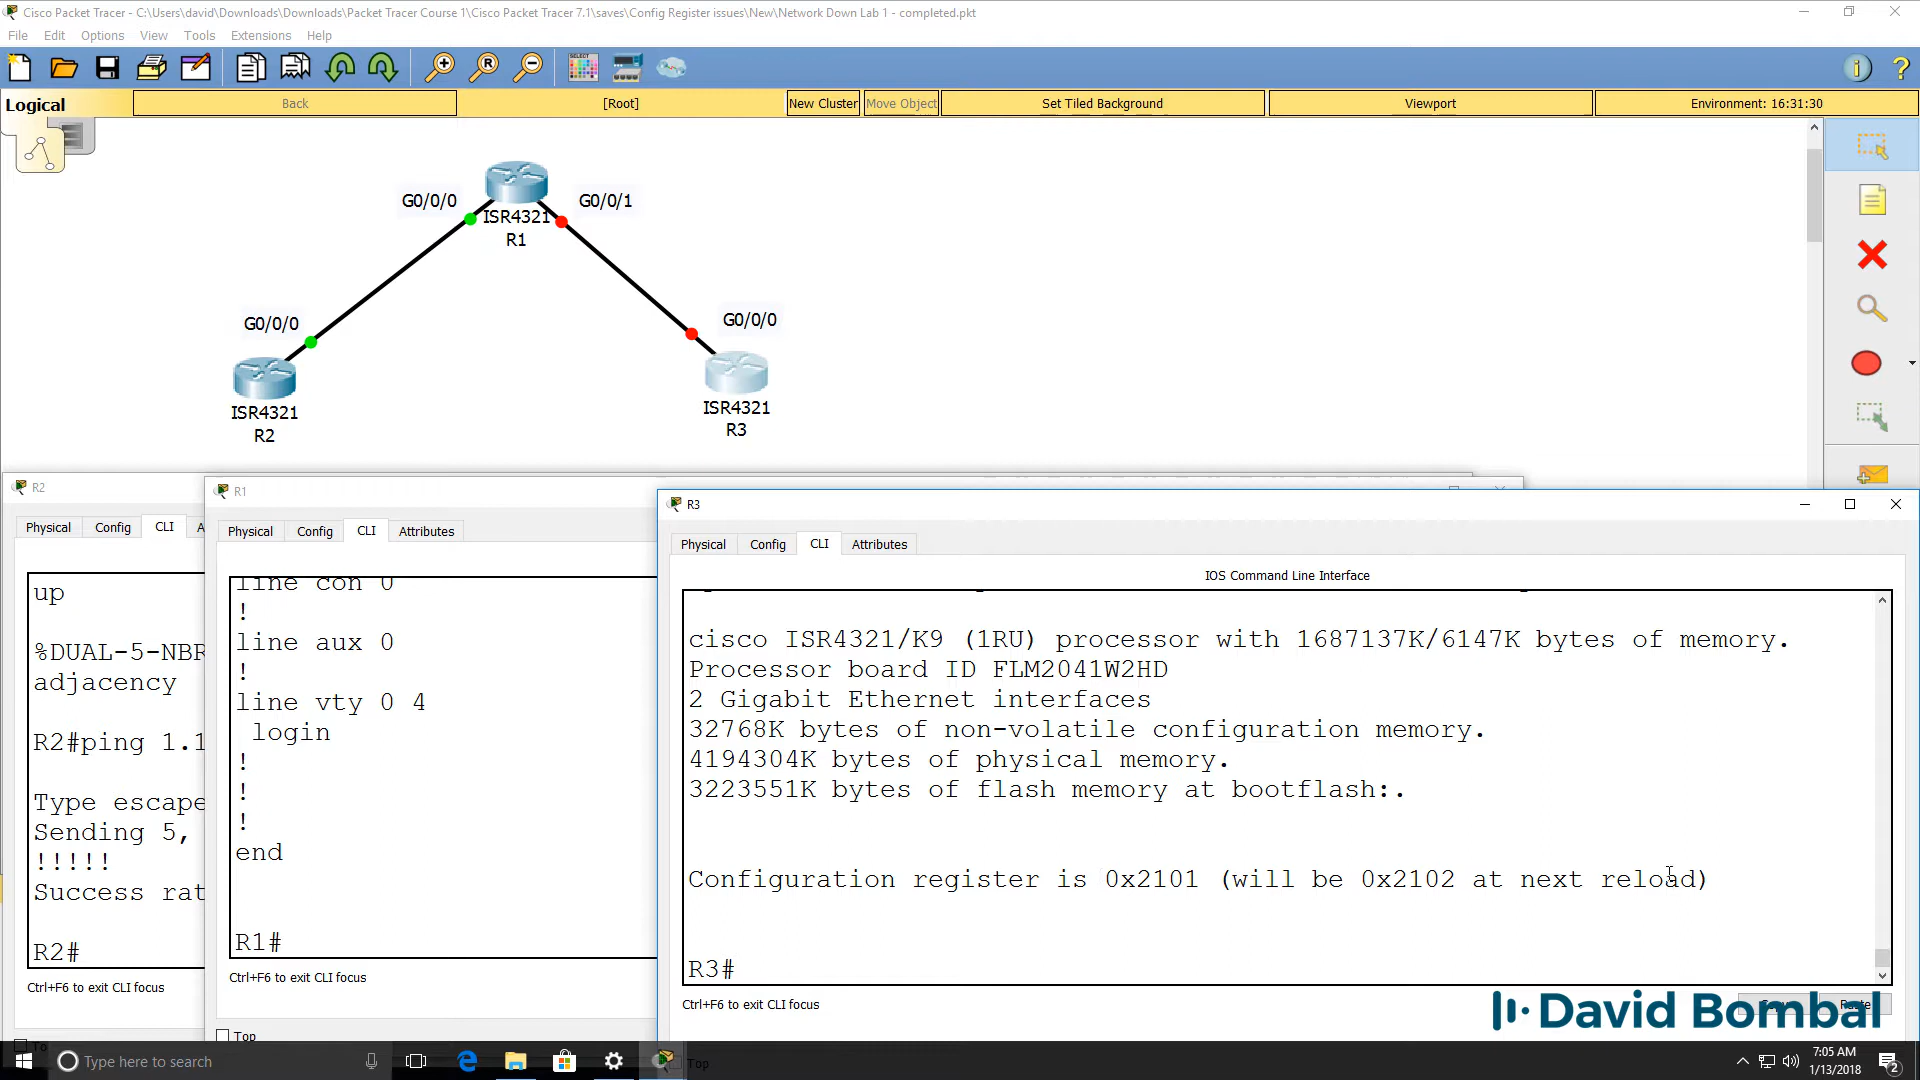 Cisco Packet Tracer - C:\Users\david\Downloads\Downloads\Packet Tracer Course 1\Cisco Packet Tracer 7.1\saves\Config Register issues\New\Network Down Lab 1 - completed.pkt
File Edit Options View Tools Extensions Help
Logical Back [Root] New Cluster Move Object Set Tiled Background Viewport Environment: 16:31:30
G0/0/0 G0/0/1
ISR4321
R1
G0/0/0 G0/0/0
ISR4321
R2
ISR4321
R3
R2
Physical Config CLI A
up
%DUAL-5-NBR
adjacency
R2#ping 1.1
Type escape
Sending 5,
!!!!!
Success rat
R2#
Ctrl+F6 to exit CLI focus
R1
Physical Config CLI Attributes
line con 0
!
line aux 0
!
line vty 0 4
login
!
!
!
end
R1#
Ctrl+F6 to exit CLI focus
Top
R3
Physical Config CLI Attributes
IOS Command Line Interface
cisco ISR4321/K9 (1RU) processor with 1687137K/6147K bytes of memory.
Processor board ID FLM2041W2HD
2 Gigabit Ethernet interfaces
32768K bytes of non-volatile configuration memory.
4194304K bytes of physical memory.
3223551K bytes of flash memory at bootflash:.
Configuration register is 0x2101 (will be 0x2102 at next reload)
R3#
Ctrl+F6 to exit CLI focus
Copy Paste
David Bombal
Top
Type here to search
7:05 AM
1/13/2018
2